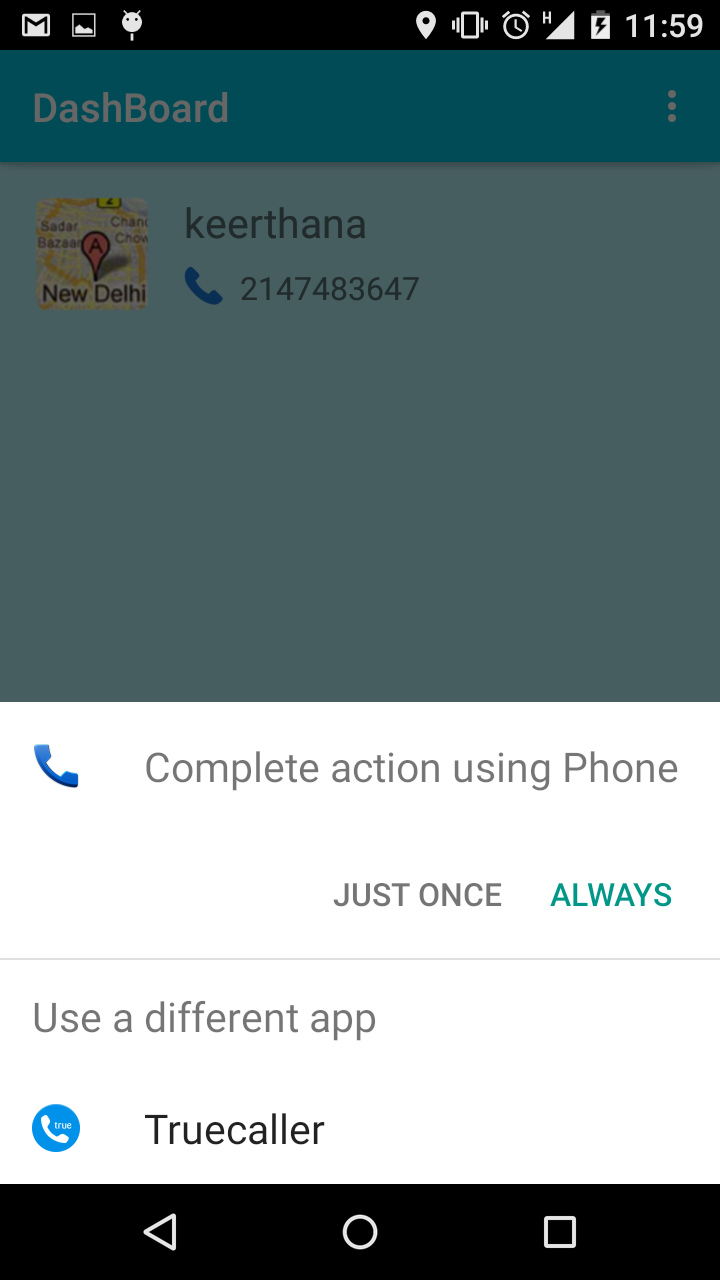 H 11:59
DashBoard
2
Sadar Chand
Bazaar Chow
A
New Delhi
keerthana
2147483647
Complete action using Phone
JUST ONCE ALWAYS
Use a different app
true
Truecaller